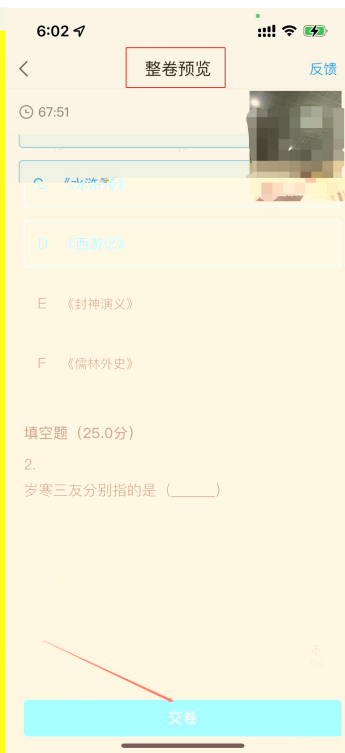 6:02
整卷预览
反馈
67:51
C 《水浒传》
D 《西游记》
E 《封神演义》
F 《儒林外史》
填空题（25.0分）
2.
岁寒三友分别指的是（______）
交卷